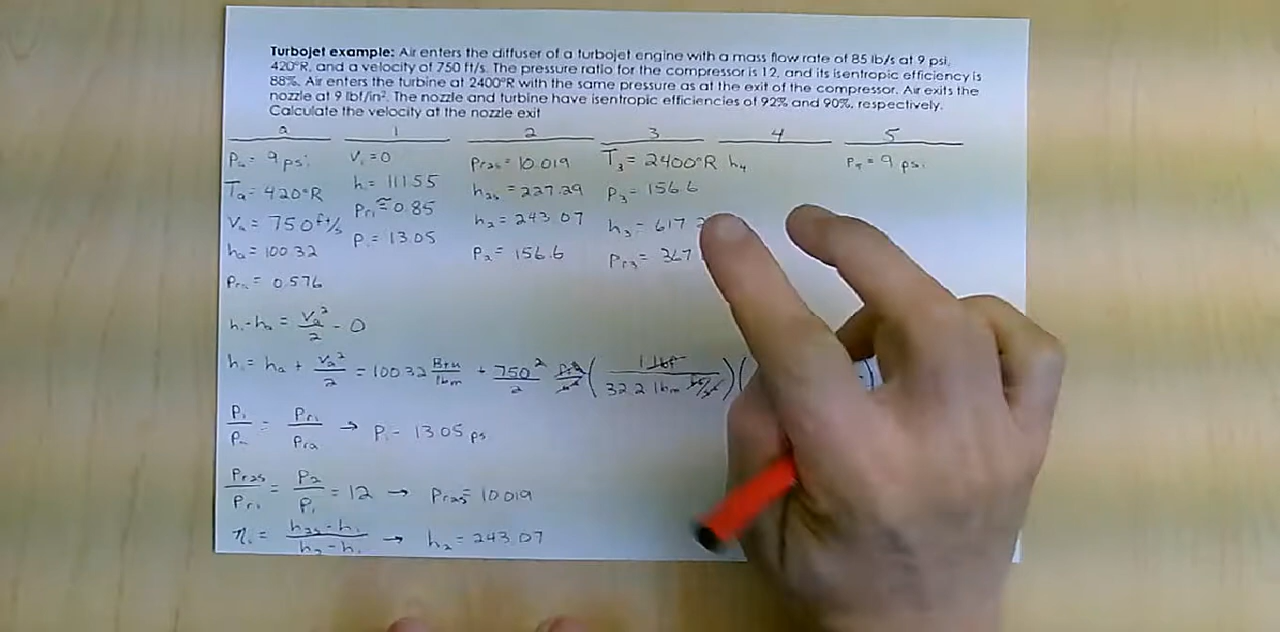 Turbojet example: Air enters the diffuser of a turbojet engine with a mass flow rate of 85 lb/s at 9 psi,
420°R, and a velocity of 750 ft/s. The pressure ratio for the compressor is 12, and its isentropic efficiency is
88%. Air enters the turbine at 2400°R with the same pressure as at the exit of the compressor. Air exits the
nozzle at 9 lbf/in². The nozzle and turbine have isentropic efficiencies of 92% and 90%, respectively.
Calculate the velocity at the nozzle exit
a 1 2 3 4 5
Pa = 9 psi V1 = 0 Pr2s = 10.019 T3 = 2400°R h4 P5 = 9 psi
Ta = 420°R h1 = 111.55 h2s = 227.29 P3 = 156.6
Va = 750 ft/s Pr1 ≈ 0.85 h2 = 243.07 h3 = 617
ha = 100.32 P1 = 13.05 P2 = 156.6 Pr3 = 367
Pra = 0.576
h1-ha = Va²/2 - 0
h1 = ha + Va²/2 = 100.32 Btu/lbm + 750²/2 ft²/s² (1 lbf / 32.2 lbm ft/s²)(
P1/Pa = Pr1/Pra → P1 = 13.05 psi
Pr2s/Pr1 = P2/P1 = 12 → Pr2s = 10.019
ηc = h2s-h1 / h2-h1 → h2 = 243.07